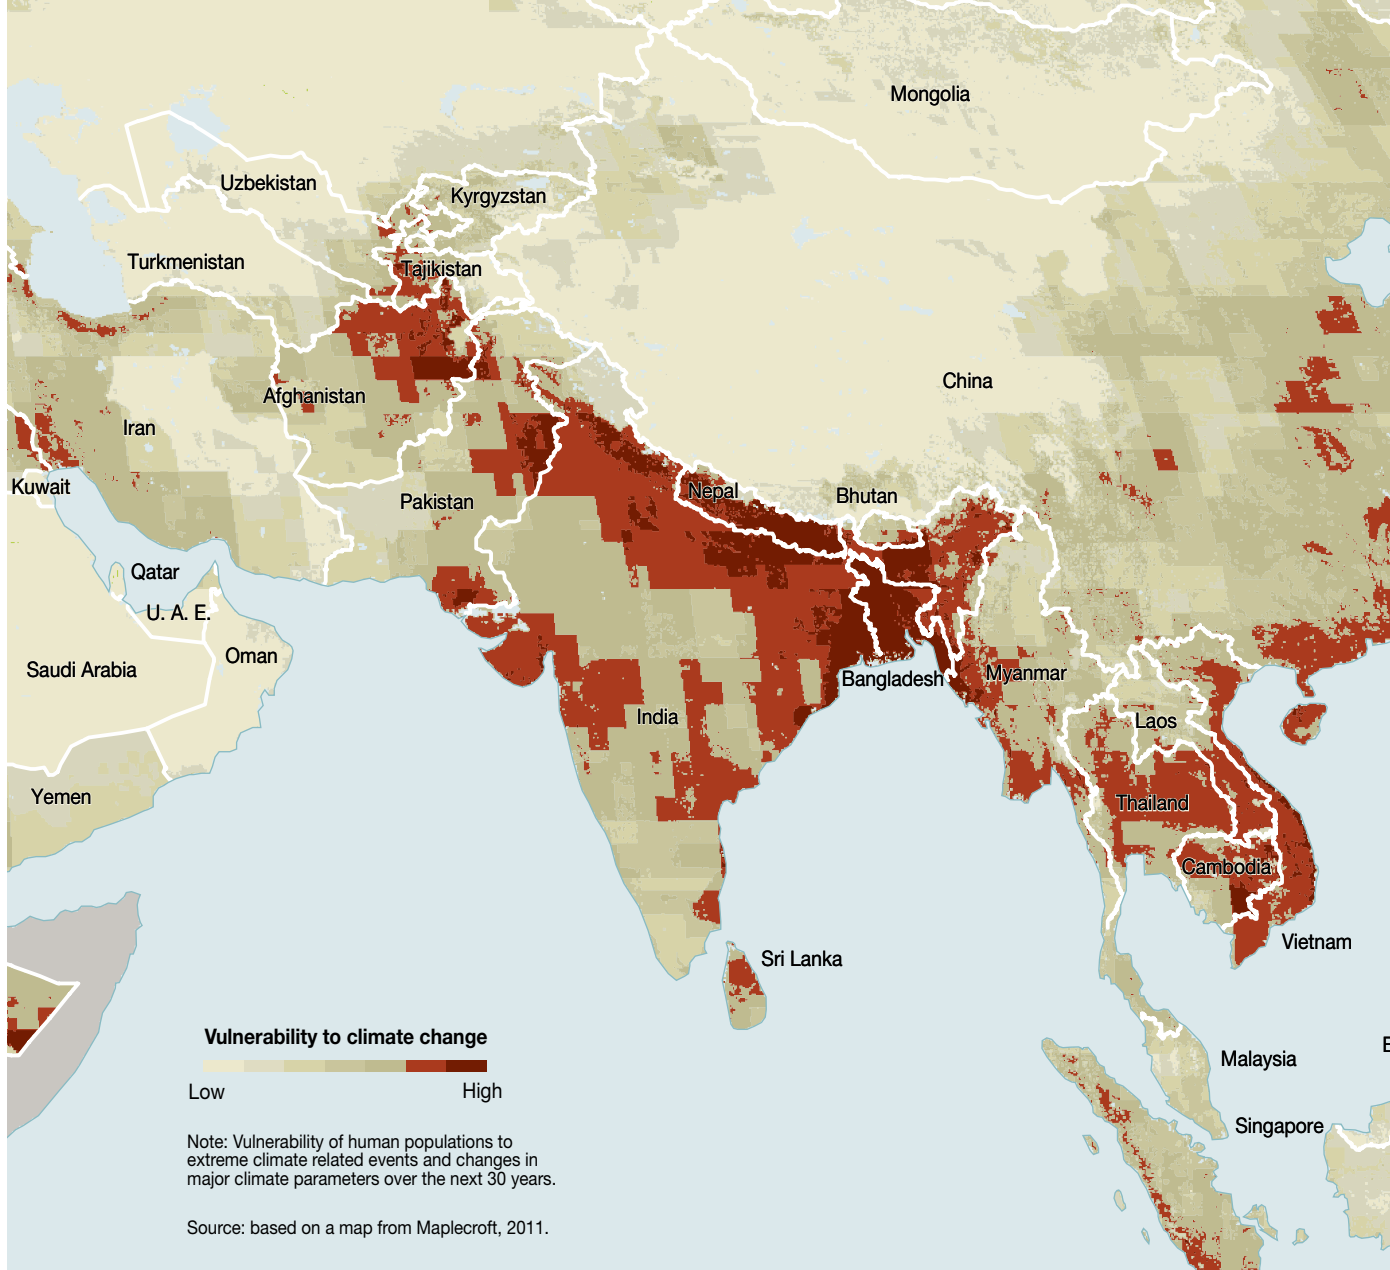 Mongolia
Uzbekistan
Kyrgyzstan
Turkmenistan
Tajikistan
China
Afghanistan
Iran
Kuwait
Pakistan
Nepal
Bhutan
Qatar
U. A. E.
Oman
Saudi Arabia
Bangladesh
Myanmar
India
Laos
Yemen
Thailand
Cambodia
Vietnam
Sri Lanka
Vulnerability to climate change
Low
High
E
Malaysia
Singapore
Note: Vulnerability of human populations to
extreme climate related events and changes in
major climate parameters over the next 30 years.
Source: based on a map from Maplecroft, 2011.